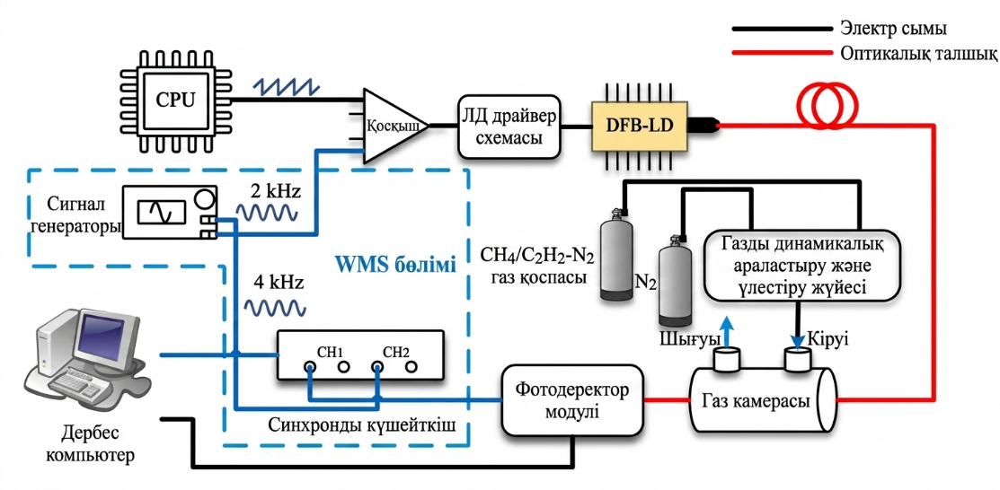 Электр сымы
Оптикалық талшық
CPU
Қосқыш
ЛД драйвер
схемасы
DFB-LD
Сигнал
генераторы
2 kHz
WMS бөлімі
4 kHz
CH4/C2H2-N2
газ қоспасы
N2
Газды динамикалық
араластыру және
үлестіру жүйесі
Шығуы
Кіруі
CH1
CH2
Синхронды күшейткіш
Фотодеректор
модулі
Газ камерасы
Дербес
компьютер